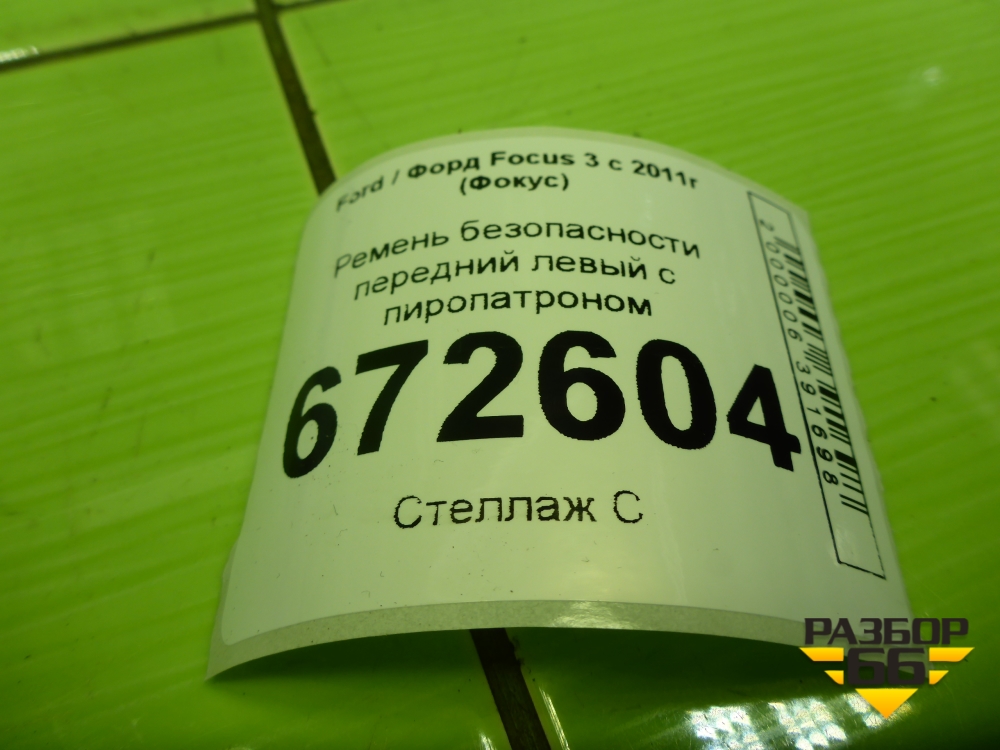 Ford / Форд Focus 3 с 2011г
(Фокус)
Ремень безопасности
передний левый с
пиропатроном
672604
Стеллаж С
2000006391698
РАЗБОР
66